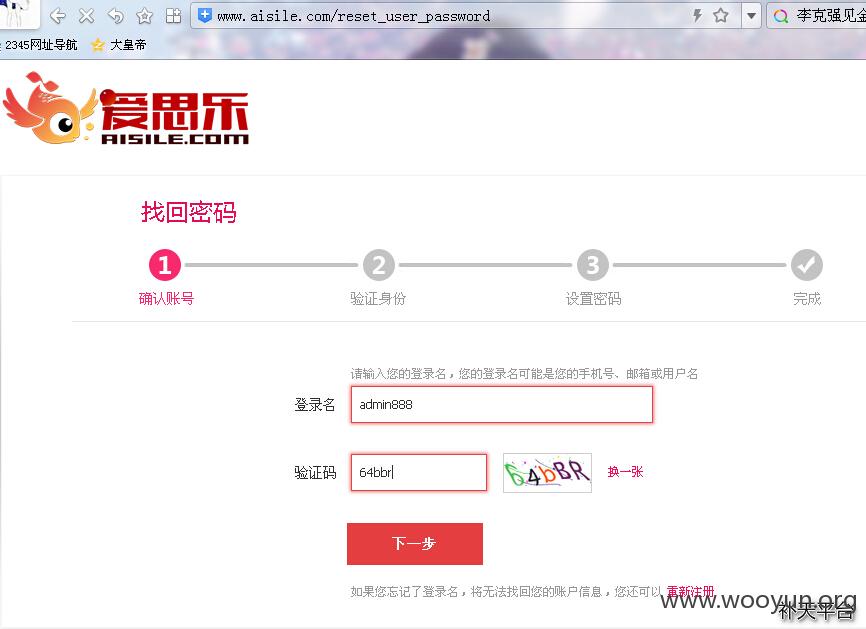 www.aisile.com/reset_user_password
李克强见金
2345网址导航 大皇帝
爱思乐
AISILE.COM
找回密码
1 2 3
确认账号 验证身份 设置密码 完成
请输入您的登录名，您的登录名可能是您的手机号、邮箱或用户名
登录名 admin888
验证码 64bbr 64bBR 换一张
下一步
如果您忘记了登录名，将无法找回您的账户信息，您还可以 重新注册
www.wooyun.org
补天平台